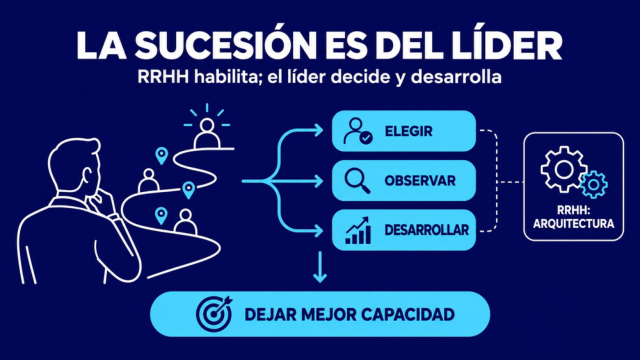 LA SUCESIÓN ES DEL LÍDER
RRHH habilita; el líder decide y desarrolla
ELEGIR
OBSERVAR
DESARROLLAR
RRHH:
ARQUITECTURA
DEJAR MEJOR CAPACIDAD